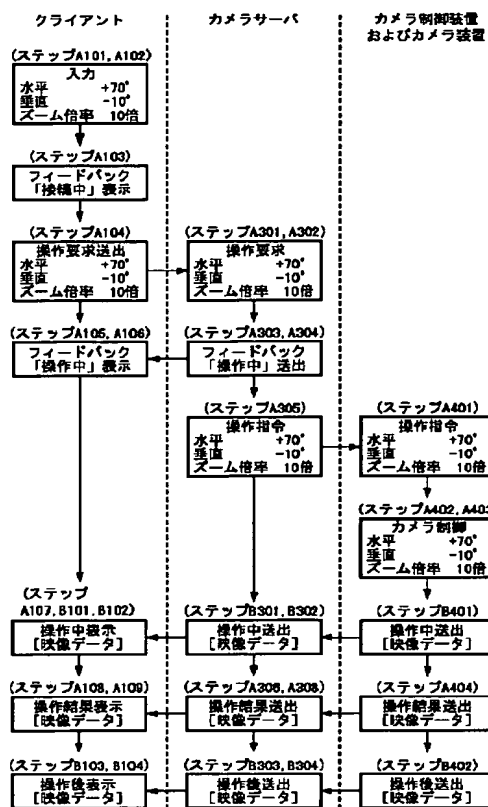 クライアント
カメラサーバ
カメラ制御装置
およびカメラ装置
(ステップA101, A102)
入力
水平 +70°
垂直 -10°
ズーム倍率 10倍
(ステップA103)
フィードバック
「接続中」表示
(ステップA104)
操作要求送出
水平 +70°
垂直 -10°
ズーム倍率 10倍
(ステップA301, A302)
操作要求
水平 +70°
垂直 -10°
ズーム倍率 10倍
(ステップA105, A106)
フィードバック
「操作中」表示
(ステップA303, A304)
フィードバック
「操作中」送出
(ステップA305)
操作指令
水平 +70°
垂直 -10°
ズーム倍率 10倍
(ステップA401)
操作指令
水平 +70°
垂直 -10°
ズーム倍率 10倍
(ステップA402, A403
カメラ制御
水平 +70°
垂直 -10°
ズーム倍率 10倍
(ステップ
A107, B101, B102)
操作中表示
[映像データ]
(ステップB301, B302)
操作中送出
[映像データ]
(ステップB401)
操作中送出
[映像データ]
(ステップA108, A109)
操作結果表示
[映像データ]
(ステップA306, A308)
操作結果送出
[映像データ]
(ステップA404)
操作結果送出
[映像データ]
(ステップB103, B104)
操作後表示
[映像データ]
(ステップB303, B304)
操作後送出
[映像データ]
(ステップB402)
操作後送出
[映像データ]